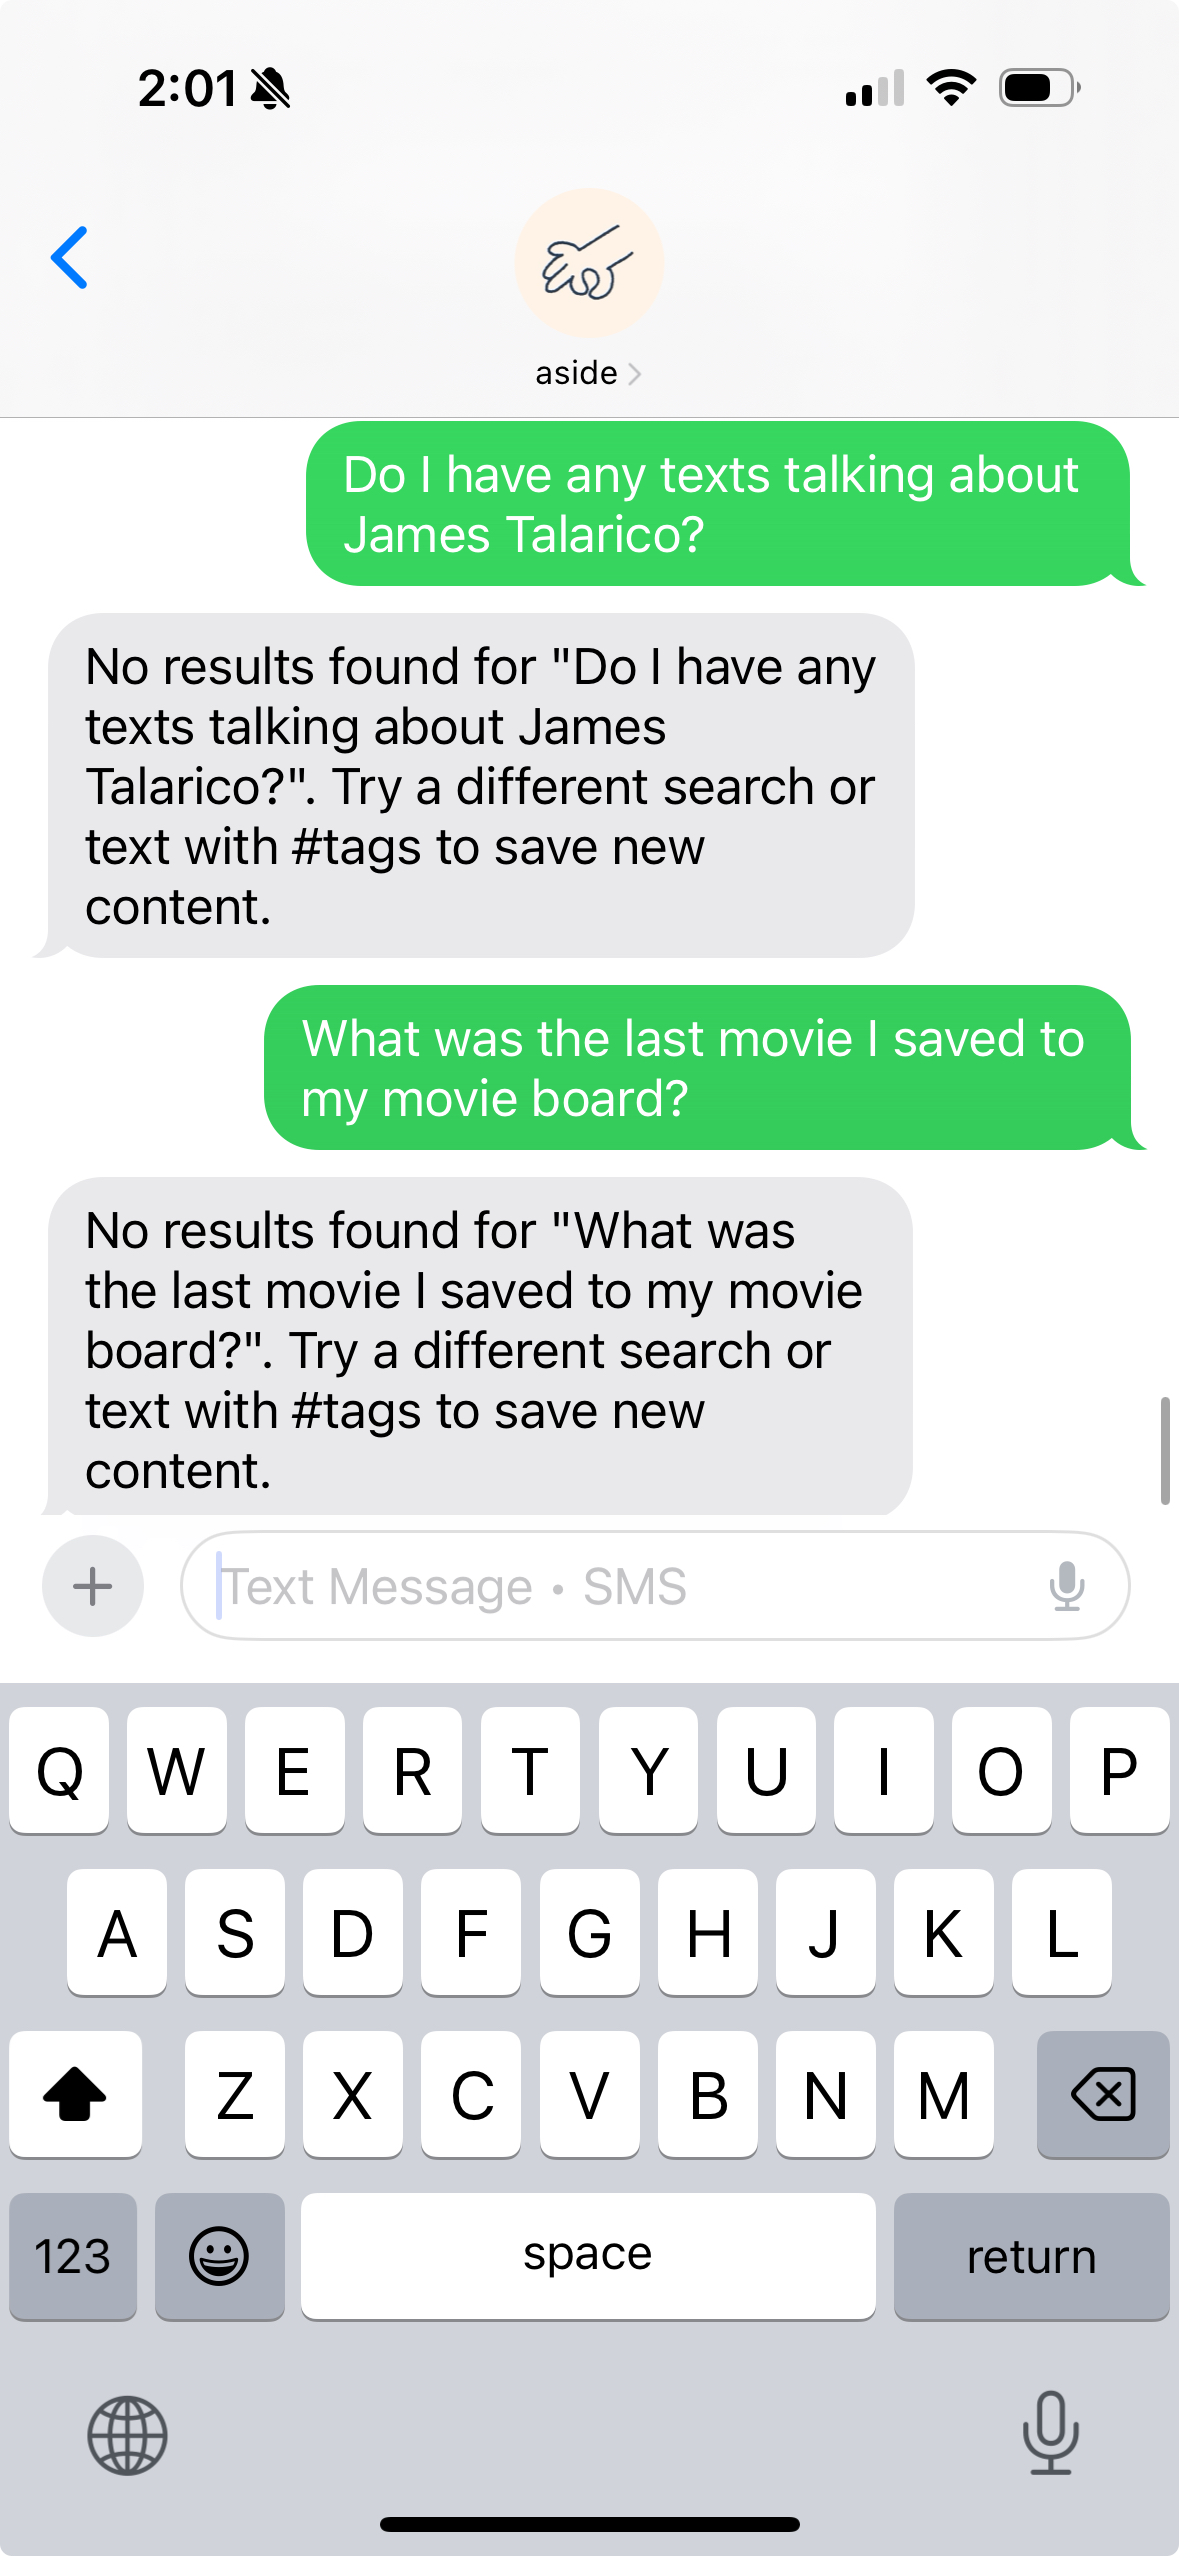 2:01
aside
Do I have any texts talking about
James Talarico?
No results found for "Do I have any
texts talking about James
Talarico?". Try a different search or
text with #tags to save new
content.
What was the last movie I saved to
my movie board?
No results found for "What was
the last movie I saved to my movie
board?". Try a different search or
text with #tags to save new
content.
Text Message • SMS
Q W E R T Y U I O P
A S D F G H J K L
Z X C V B N M
123 space return